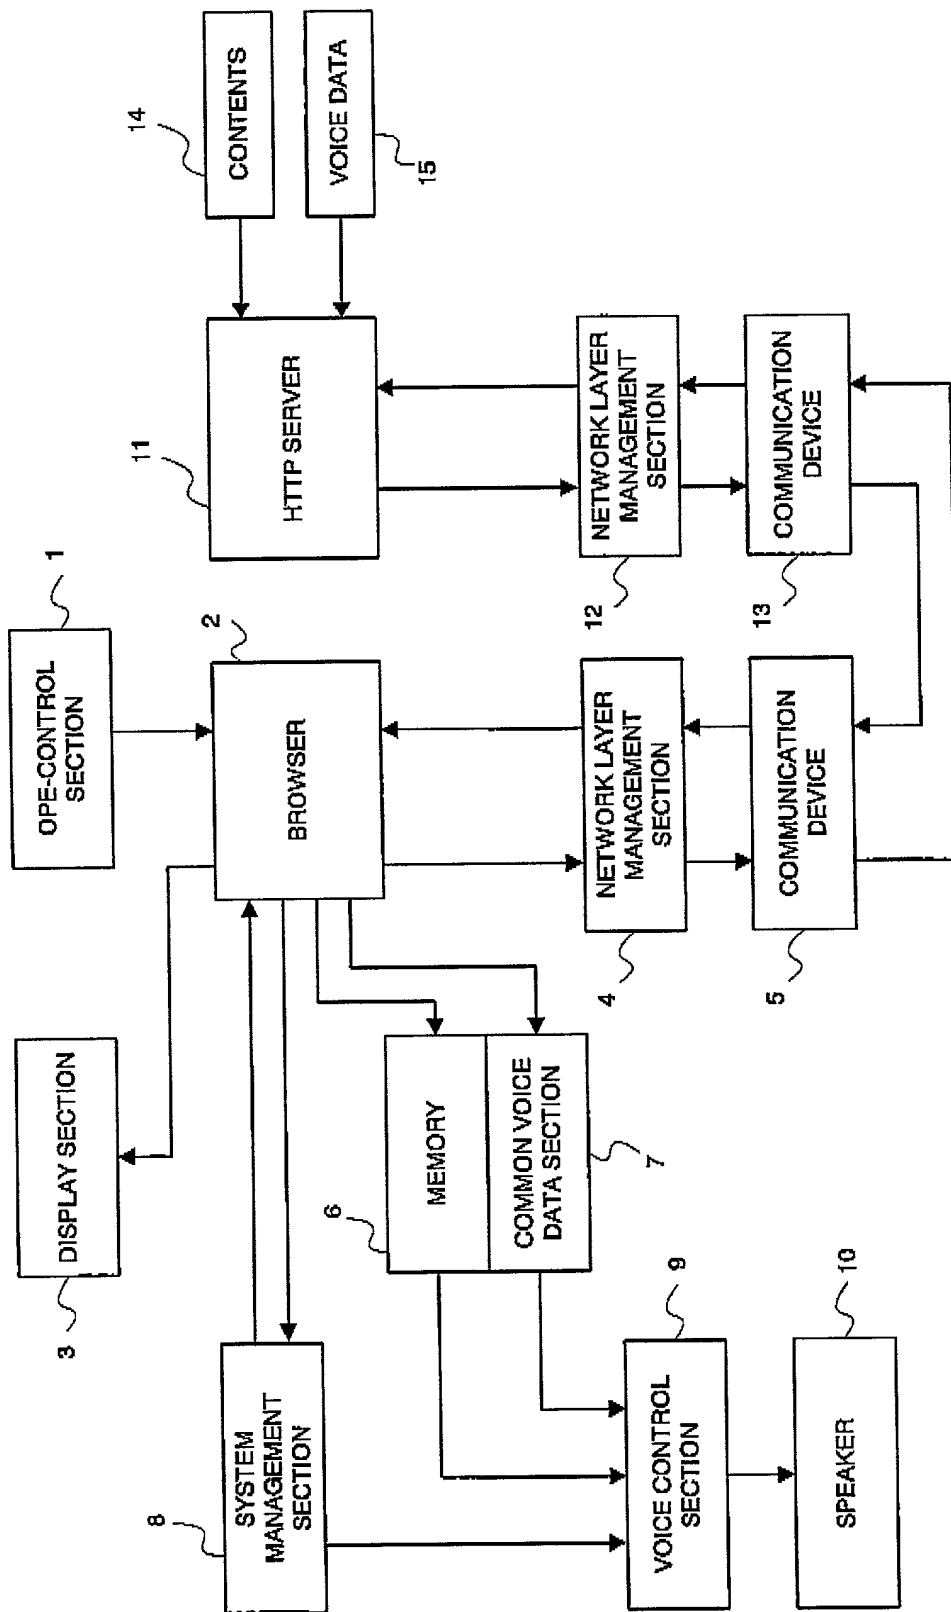 14
CONTENTS
VOICE DATA
15
11
HTTP SERVER
NETWORK LAYER
MANAGEMENT
SECTION
12
COMMUNICATION
DEVICE
13
1
OPE-CONTROL
SECTION
2
BROWSER
NETWORK LAYER
MANAGEMENT
SECTION
4
COMMUNICATION
DEVICE
5
DISPLAY SECTION
3
6
MEMORY
COMMON VOICE
DATA SECTION
7
8
SYSTEM
MANAGEMENT
SECTION
9
VOICE CONTROL
SECTION
10
SPEAKER